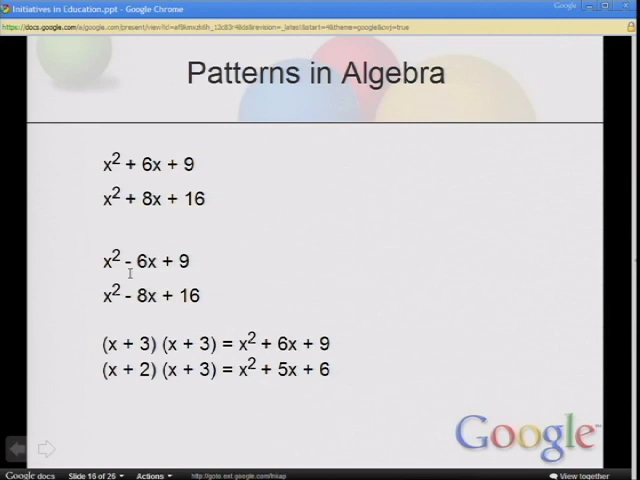 Initiatives in Education.ppt - Google Chrome
Google
Patterns in Algebra
x² + 6x + 9
x² + 8x + 16
x² - 6x + 9
x² - 8x + 16
(x + 3) (x + 3) = x² + 6x + 9
(x + 2) (x + 3) = x² + 5x + 6
Google
Google docs Slide 16 of 26 Actions View together